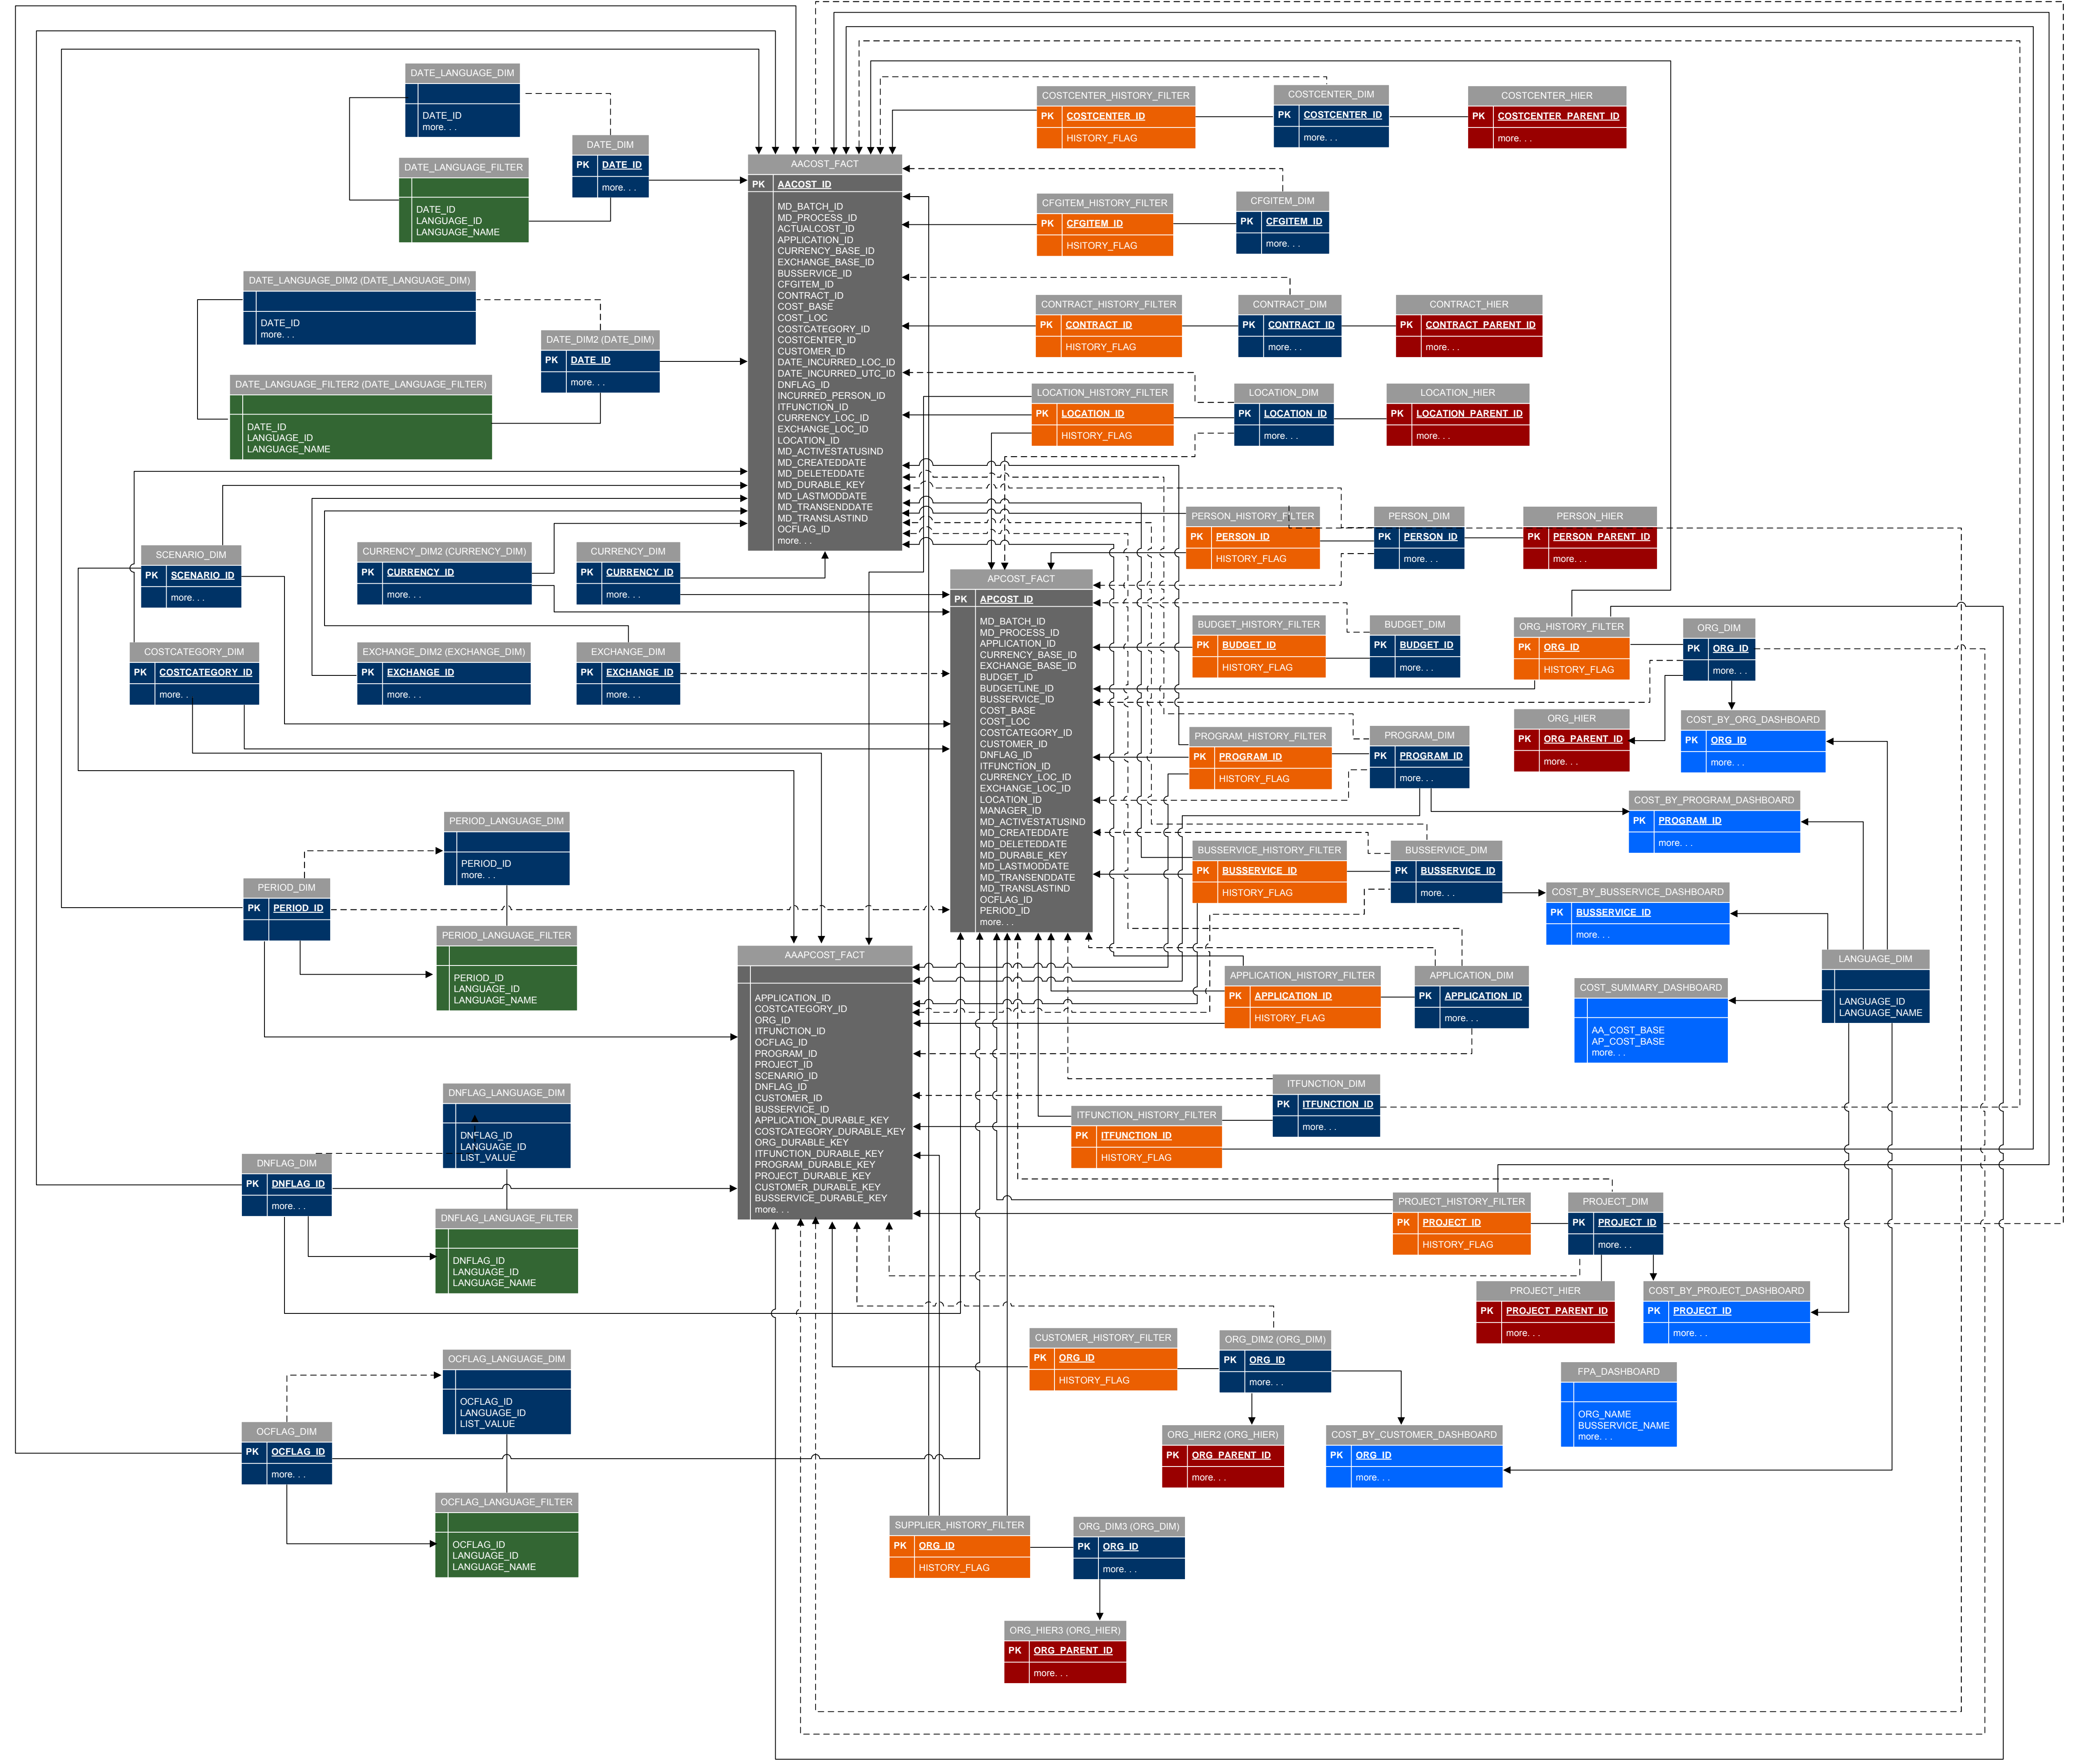 DATE_LANGUAGE_DIM
DATE_ID
more. . .
DATE_DIM
PK DATE_ID
more. . .
DATE_LANGUAGE_FILTER
DATE_ID
LANGUAGE_ID
LANGUAGE_NAME
DATE_LANGUAGE_DIM2 (DATE_LANGUAGE_DIM)
DATE_ID
more. . .
DATE_DIM2 (DATE_DIM)
PK DATE_ID
more. . .
DATE_LANGUAGE_FILTER2 (DATE_LANGUAGE_FILTER)
DATE_ID
LANGUAGE_ID
LANGUAGE_NAME
AACOST_FACT
PK AACOST_ID
MD_BATCH_ID
MD_PROCESS_ID
ACTUALCOST_ID
APPLICATION_ID
CURRENCY_BASE_ID
EXCHANGE_BASE_ID
BUSSERVICE_ID
CFGITEM_ID
CONTRACT_ID
COST_BASE
COST_LOC
COSTCATEGORY_ID
COSTCENTER_ID
CUSTOMER_ID
DATE_INCURRED_LOC_ID
DATE_INCURRED_UTC_ID
DNFLAG_ID
INCURRED_PERSON_ID
ITFUNCTION_ID
CURRENCY_LOC_ID
EXCHANGE_LOC_ID
LOCATION_ID
MD_ACTIVESTATUSIND
MD_CREATEDDATE
MD_DELETEDDATE
MD_DURABLE_KEY
MD_LASTMODDATE
MD_TRANSENDDATE
MD_TRANSLASTIND
OCFLAG_ID
more. . .
COSTCENTER_HISTORY_FILTER
PK COSTCENTER_ID
HISTORY_FLAG
COSTCENTER_DIM
PK COSTCENTER_ID
more. . .
COSTCENTER_HIER
PK COSTCENTER_PARENT_ID
more. . .
CFGITEM_HISTORY_FILTER
PK CFGITEM_ID
HSITORY_FLAG
CFGITEM_DIM
PK CFGITEM_ID
more. . .
CONTRACT_HISTORY_FILTER
PK CONTRACT_ID
HISTORY_FLAG
CONTRACT_DIM
PK CONTRACT_ID
more. . .
CONTRACT_HIER
PK CONTRACT_PARENT_ID
more. . .
LOCATION_HISTORY_FILTER
PK LOCATION_ID
HISTORY_FLAG
LOCATION_DIM
PK LOCATION_ID
more. . .
LOCATION_HIER
PK LOCATION_PARENT_ID
more. . .
PERSON_HISTORY_FILTER
PK PERSON_ID
HISTORY_FLAG
PERSON_DIM
PK PERSON_ID
more. . .
PERSON_HIER
PK PERSON_PARENT_ID
more. . .
SCENARIO_DIM
PK SCENARIO_ID
more. . .
CURRENCY_DIM2 (CURRENCY_DIM)
PK CURRENCY_ID
more. . .
CURRENCY_DIM
PK CURRENCY_ID
more. . .
COSTCATEGORY_DIM
PK COSTCATEGORY_ID
more. . .
EXCHANGE_DIM2 (EXCHANGE_DIM)
PK EXCHANGE_ID
more. . .
EXCHANGE_DIM
PK EXCHANGE_ID
more. . .
APCOST_FACT
PK APCOST_ID
MD_BATCH_ID
MD_PROCESS_ID
APPLICATION_ID
CURRENCY_BASE_ID
EXCHANGE_BASE_ID
BUDGET_ID
BUDGETLINE_ID
BUSSERVICE_ID
COST_BASE
COST_LOC
COSTCATEGORY_ID
CUSTOMER_ID
DNFLAG_ID
ITFUNCTION_ID
CURRENCY_LOC_ID
EXCHANGE_LOC_ID
LOCATION_ID
MANAGER_ID
MD_ACTIVESTATUSIND
MD_CREATEDDATE
MD_DELETEDDATE
MD_DURABLE_KEY
MD_LASTMODDATE
MD_TRANSENDDATE
MD_TRANSLASTIND
OCFLAG_ID
PERIOD_ID
more. . .
BUDGET_HISTORY_FILTER
PK BUDGET_ID
HISTORY_FLAG
BUDGET_DIM
PK BUDGET_ID
more. . .
ORG_HISTORY_FILTER
PK ORG_ID
HISTORY_FLAG
ORG_DIM
PK ORG_ID
more. . .
ORG_HIER
PK ORG_PARENT_ID
more. . .
COST_BY_ORG_DASHBOARD
PK ORG_ID
more. . .
PROGRAM_HISTORY_FILTER
PK PROGRAM_ID
HISTORY_FLAG
PROGRAM_DIM
PK PROGRAM_ID
more. . .
COST_BY_PROGRAM_DASHBOARD
PK PROGRAM_ID
more. . .
BUSSERVICE_HISTORY_FILTER
PK BUSSERVICE_ID
HISTORY_FLAG
BUSSERVICE_DIM
PK BUSSERVICE_ID
more. . .
COST_BY_BUSSERVICE_DASHBOARD
PK BUSSERVICE_ID
more. . .
PERIOD_LANGUAGE_DIM
PERIOD_ID
more. . .
PERIOD_DIM
PK PERIOD_ID
PERIOD_LANGUAGE_FILTER
PERIOD_ID
LANGUAGE_ID
LANGUAGE_NAME
AAAPCOST_FACT
APPLICATION_ID
COSTCATEGORY_ID
ORG_ID
ITFUNCTION_ID
OCFLAG_ID
PROGRAM_ID
PROJECT_ID
SCENARIO_ID
DNFLAG_ID
CUSTOMER_ID
BUSSERVICE_ID
APPLICATION_DURABLE_KEY
COSTCATEGORY_DURABLE_KEY
ORG_DURABLE_KEY
ITFUNCTION_DURABLE_KEY
PROGRAM_DURABLE_KEY
PROJECT_DURABLE_KEY
CUSTOMER_DURABLE_KEY
BUSSERVICE_DURABLE_KEY
more. . .
APPLICATION_HISTORY_FILTER
PK APPLICATION_ID
HISTORY_FLAG
APPLICATION_DIM
PK APPLICATION_ID
more. . .
LANGUAGE_DIM
LANGUAGE_ID
LANGUAGE_NAME
COST_SUMMARY_DASHBOARD
AA_COST_BASE
AP_COST_BASE
more. . .
ITFUNCTION_DIM
PK ITFUNCTION_ID
more. . .
ITFUNCTION_HISTORY_FILTER
PK ITFUNCTION_ID
HISTORY_FLAG
DNFLAG_LANGUAGE_DIM
DNFLAG_ID
LANGUAGE_ID
LIST_VALUE
DNFLAG_DIM
PK DNFLAG_ID
more. . .
DNFLAG_LANGUAGE_FILTER
DNFLAG_ID
LANGUAGE_ID
LANGUAGE_NAME
PROJECT_HISTORY_FILTER
PK PROJECT_ID
HISTORY_FLAG
PROJECT_DIM
PK PROJECT_ID
more. . .
PROJECT_HIER
PK PROJECT_PARENT_ID
more. . .
COST_BY_PROJECT_DASHBOARD
PK PROJECT_ID
more. . .
CUSTOMER_HISTORY_FILTER
PK ORG_ID
HISTORY_FLAG
ORG_DIM2 (ORG_DIM)
PK ORG_ID
more. . .
OCFLAG_LANGUAGE_DIM
OCFLAG_ID
LANGUAGE_ID
LIST_VALUE
FPA_DASHBOARD
ORG_NAME
BUSSERVICE_NAME
more. . .
OCFLAG_DIM
PK OCFLAG_ID
more. . .
ORG_HIER2 (ORG_HIER)
PK ORG_PARENT_ID
more. . .
COST_BY_CUSTOMER_DASHBOARD
PK ORG_ID
more. . .
OCFLAG_LANGUAGE_FILTER
OCFLAG_ID
LANGUAGE_ID
LANGUAGE_NAME
SUPPLIER_HISTORY_FILTER
PK ORG_ID
HISTORY_FLAG
ORG_DIM3 (ORG_DIM)
PK ORG_ID
more. . .
ORG_HIER3 (ORG_HIER)
PK ORG_PARENT_ID
more. . .